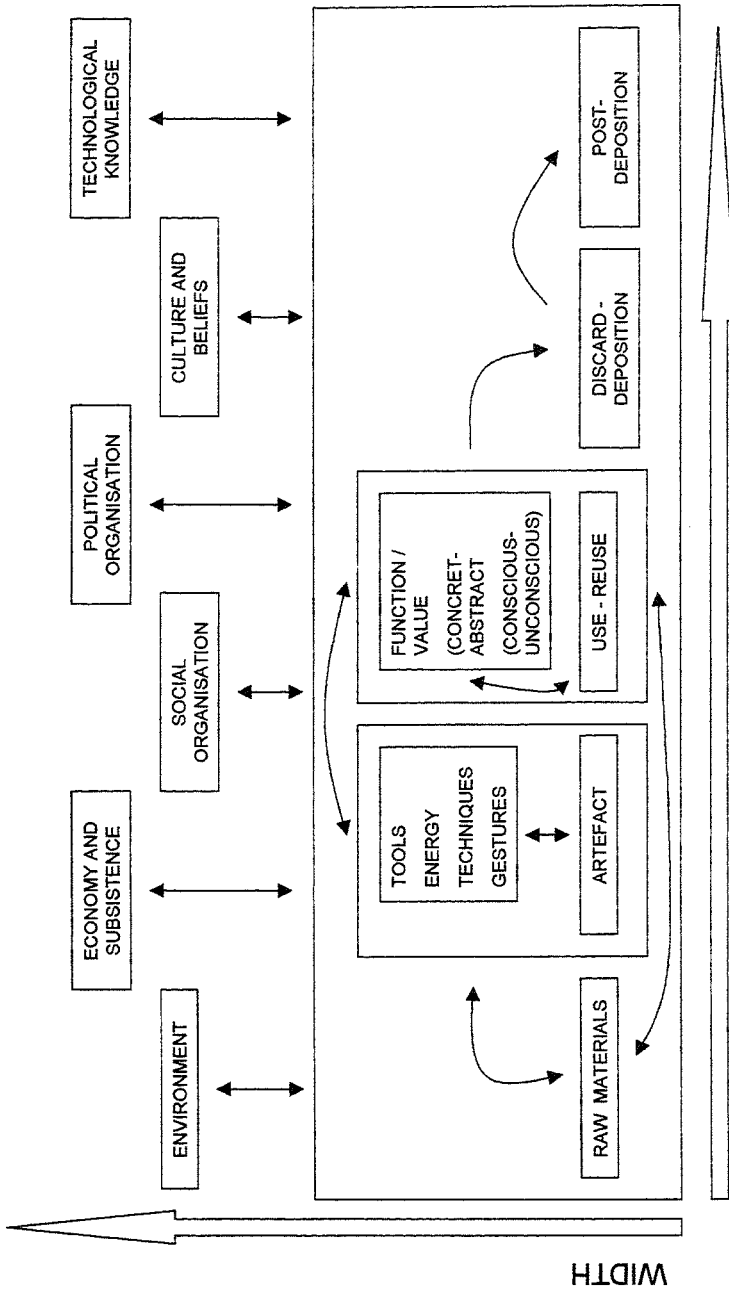 TECHNOLOGICAL
KNOWLEDGE
CULTURE AND
BELIEFS
POLITICAL
ORGANISATION
SOCIAL
ORGANISATION
ECONOMY AND
SUBSISTENCE
ENVIRONMENT
FUNCTION /
VALUE
(CONCRET-
ABSTRACT
(CONSCIOUS-
UNCONSCIOUS)
USE - REUSE
TOOLS
ENERGY
TECHNIQUES
GESTURES
ARTEFACT
RAW MATERIALS
DISCARD -
DEPOSITION
POST-
DEPOSITION
WIDTH